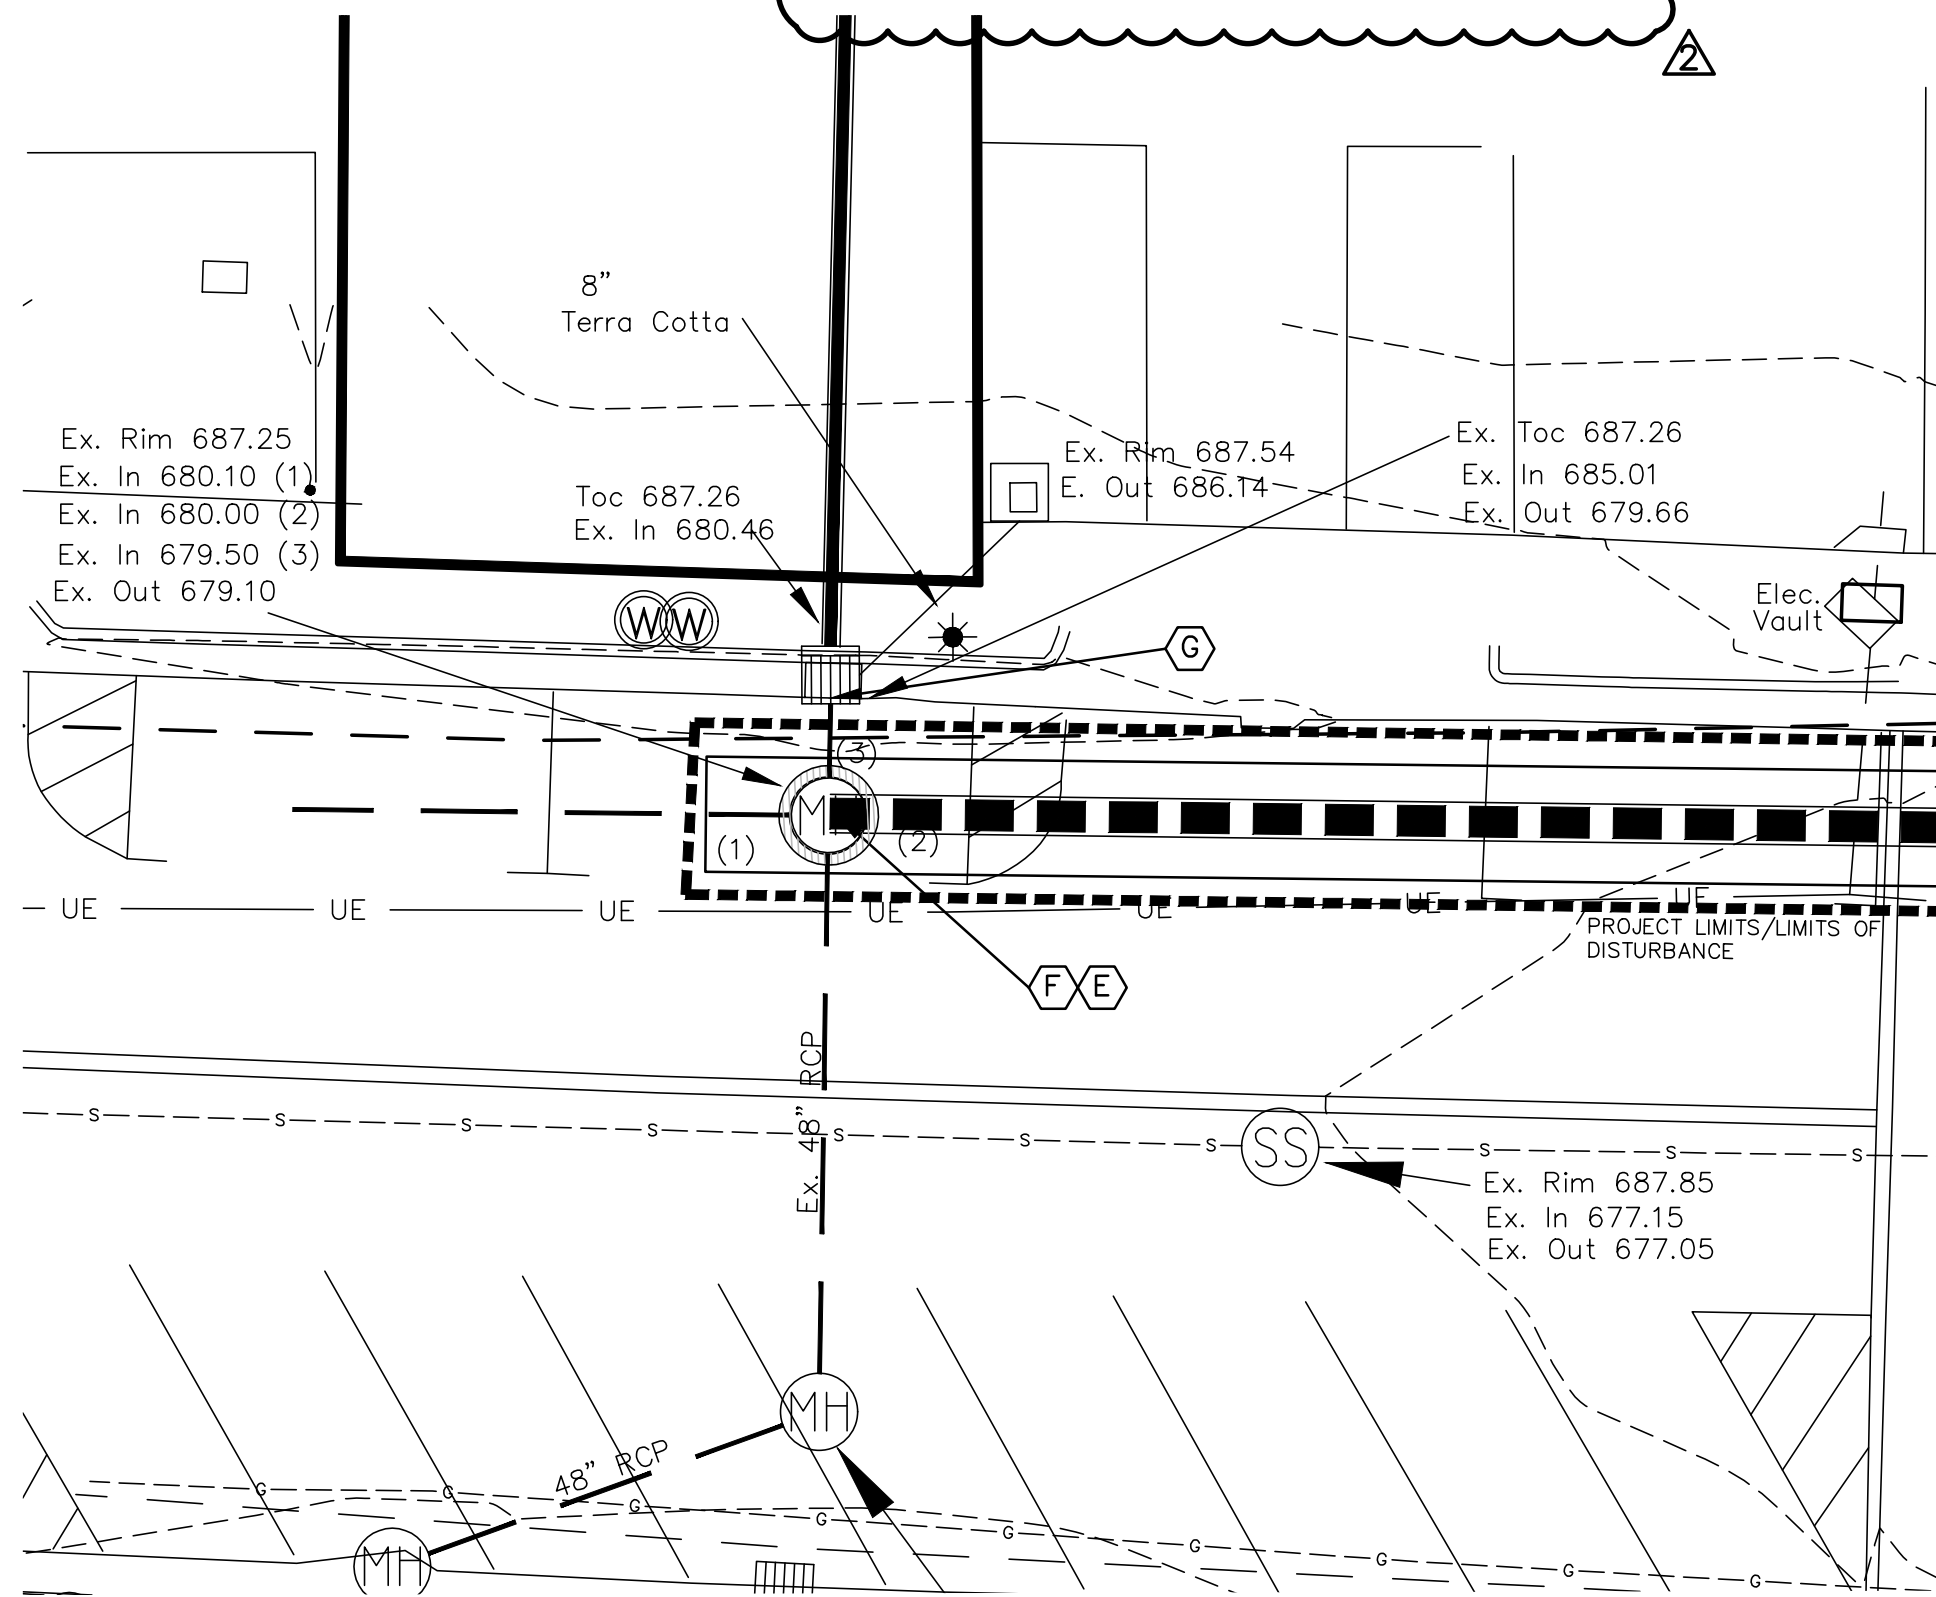 2
8"
Terra Cotta
Ex. Rim 687.25
Ex. In 680.10 (1)
Ex. In 680.00 (2)
Ex. In 679.50 (3)
Ex. Out 679.10
Toc 687.26
Ex. In 680.46
Ex. Rim 687.54
E. Out 686.14
Ex. Toc 687.26
Ex. In 685.01
Ex. Out 679.66
Elec.
Vault
W W
G
(3)
M
(1)
(2)
UE UE UE UE UE UE UE
PROJECT LIMITS/LIMITS OF
DISTURBANCE
F E
Ex. 48" RCP
S S S S S S S S S S
SS
Ex. Rim 687.85
Ex. In 677.15
Ex. Out 677.05
MH
48" RCP
G G G G G G G G G
MH